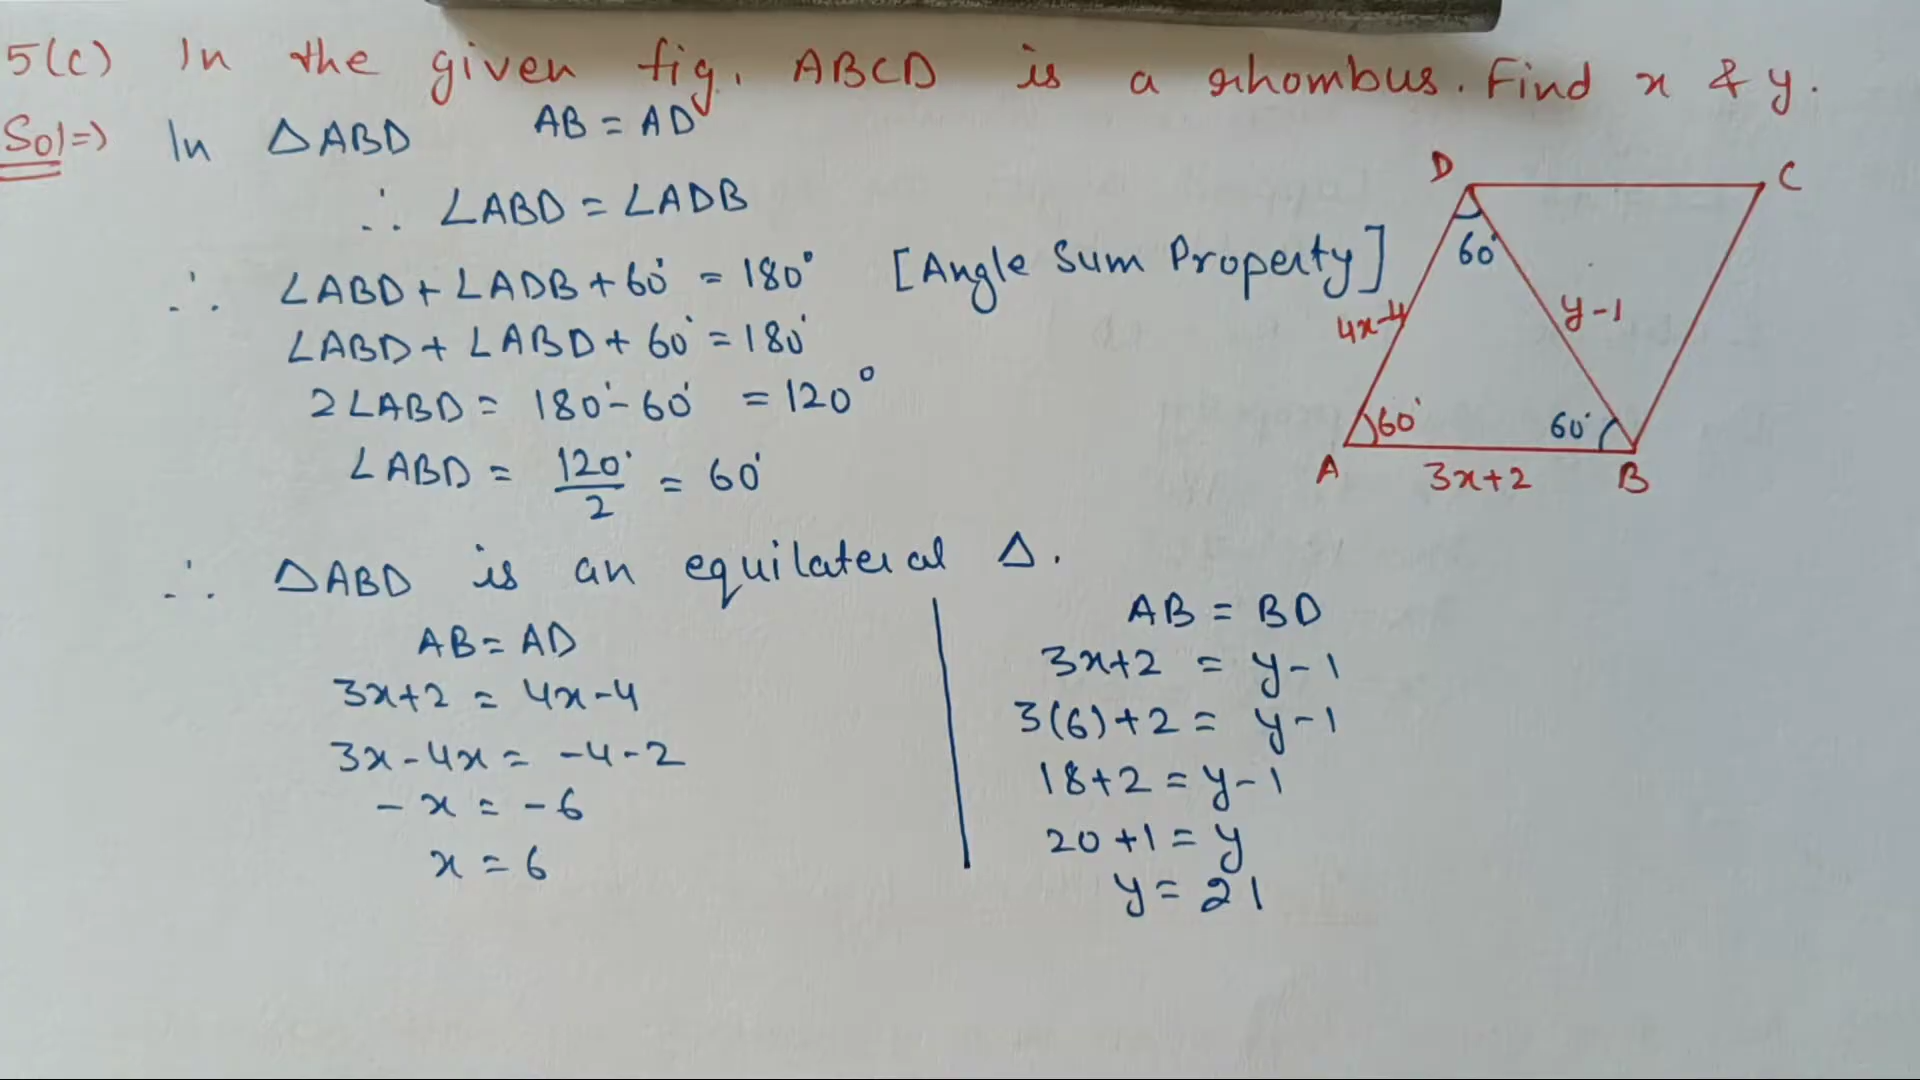 5(c) In the given fig. ABCD is a rhombus. Find x & y.
Sol=> In △ABD AB = AD
∴ ∠ABD = ∠ADB
∴ ∠ABD + ∠ADB + 60° = 180° [Angle Sum Property]
∠ABD + ∠ABD + 60° = 180°
2∠ABD = 180° - 60° = 120°
∠ABD = 120°/2 = 60°
∴ △ABD is an equilateral △.
AB = AD
3x+2 = 4x-4
3x-4x = -4-2
-x = -6
x = 6
AB = BD
3x+2 = y-1
3(6)+2 = y-1
18+2 = y-1
20+1 = y
y = 21
D C
60°
4x-4 y-1
60° 60°
A 3x+2 B